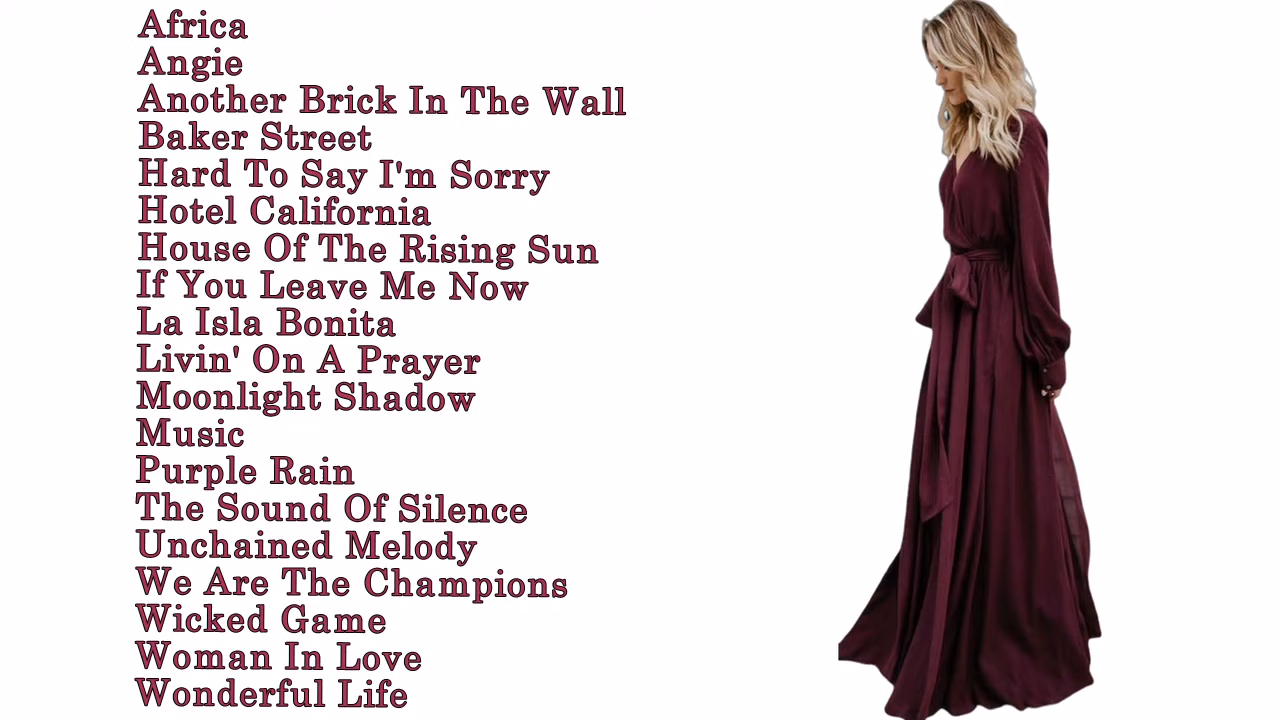 Africa
Angie
Another Brick In The Wall
Baker Street
Hard To Say I'm Sorry
Hotel California
House Of The Rising Sun
If You Leave Me Now
La Isla Bonita
Livin' On A Prayer
Moonlight Shadow
Music
Purple Rain
The Sound Of Silence
Unchained Melody
We Are The Champions
Wicked Game
Woman In Love
Wonderful Life